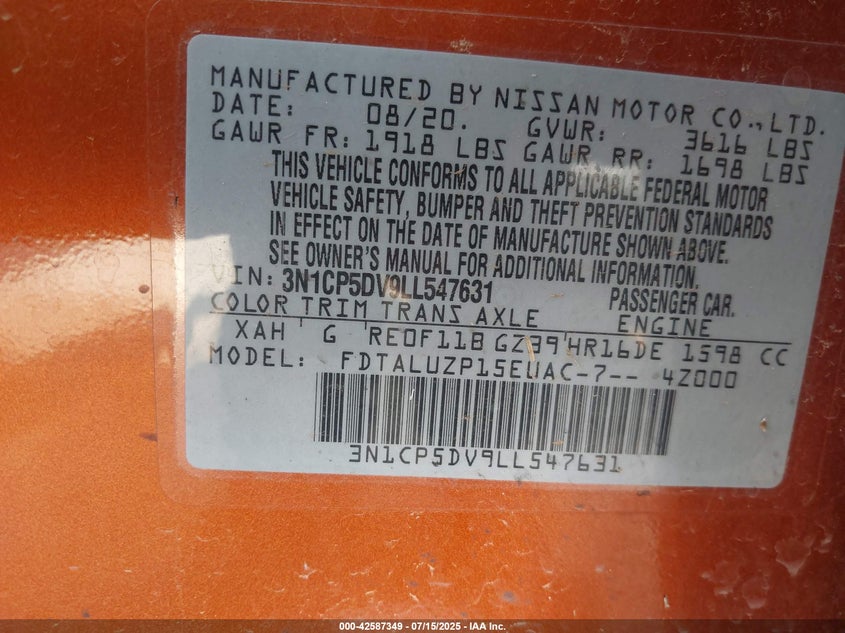 MANUFACTURED BY NISSAN MOTOR CO.,LTD.
DATE: 08/20. GVWR: 3616 LBS
GAWR FR: 1918 LBS GAWR RR: 1698 LBS
THIS VEHICLE CONFORMS TO ALL APPLICABLE FEDERAL MOTOR
VEHICLE SAFETY, BUMPER AND THEFT PREVENTION STANDARDS
IN EFFECT ON THE DATE OF MANUFACTURE SHOWN ABOVE.
SEE OWNER'S MANUAL FOR ADDITIONAL INFORMATION.
VIN: 3N1CP5DV9LL547631 PASSENGER CAR.
COLOR TRIM TRANS AXLE ENGINE
XAH G RE0F11B GZ39 HR16DE 1598 CC
MODEL: FDTALUZP15EUAC-7-- 4Z000
3N1CP5DV9LL547631
000-42587349 - 07/15/2025 - IAA Inc.